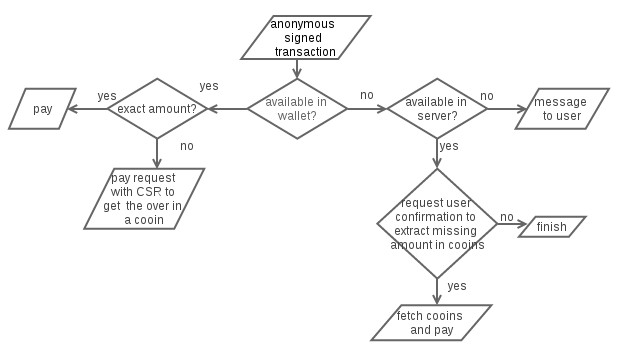 anonymous
signed
transaction
yes
yes
no
no
pay
exact amount?
available in
wallet?
available in
server?
message
to user
no
yes
pay request
with CSR to
get the over in
a cooin
request user
confirmation to
extract missing
amount in cooins
no
finish
yes
fetch cooins
and pay